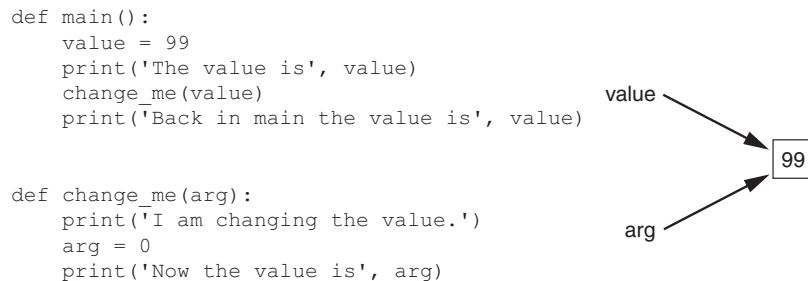 def main():
    value = 99
    print('The value is', value)
    change_me(value)
    print('Back in main the value is', value)
def change_me(arg):
    print('I am changing the value.')
    arg = 0
    print('Now the value is', arg)
value
99
arg